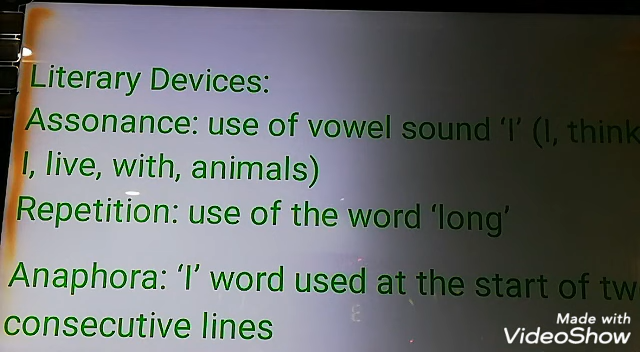 Literary Devices:
Assonance: use of vowel sound 'I' (I, think
I, live, with, animals)
Repetition: use of the word 'long'
Anaphora: 'I' word used at the start of tw
consecutive lines
Made with
VideoShow